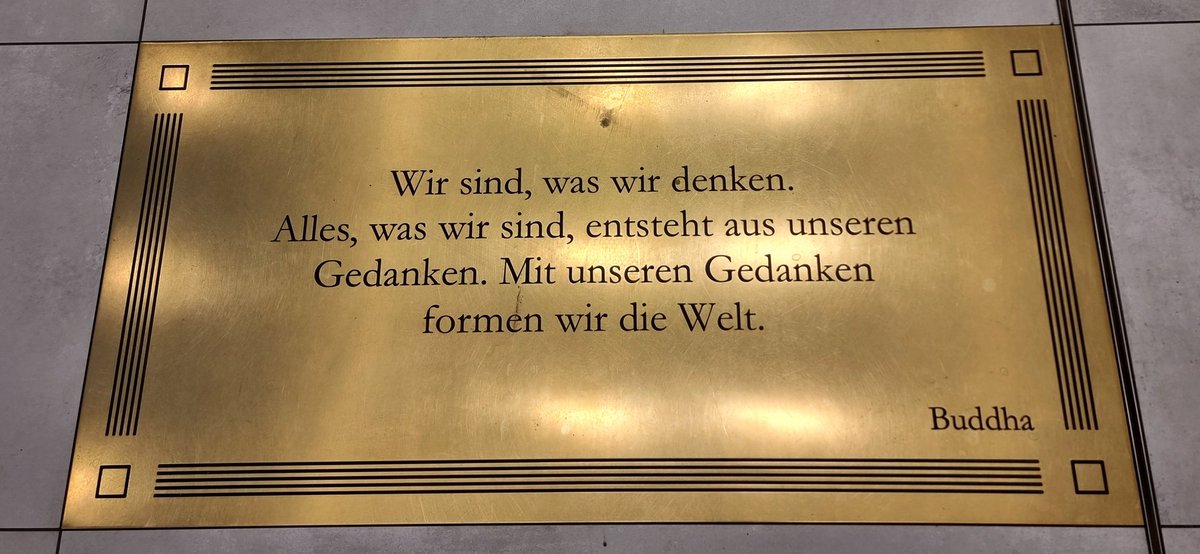 Wir sind, was wir denken.
Alles, was wir sind, entsteht aus unseren
Gedanken. Mit unseren Gedanken
formen wir die Welt.
Buddha